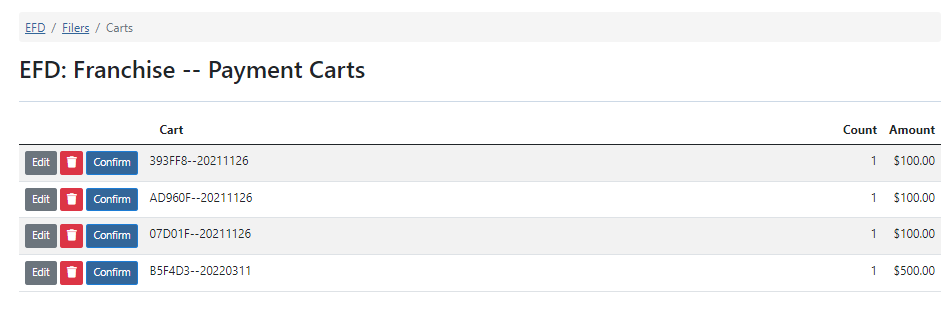 EFD / Filers / Carts
EFD: Franchise -- Payment Carts
Cart Count Amount
Edit Confirm 393FF8--20211126 1 $100.00
Edit Confirm AD960F--20211126 1 $100.00
Edit Confirm 07D01F--20211126 1 $100.00
Edit Confirm B5F4D3--20220311 1 $500.00